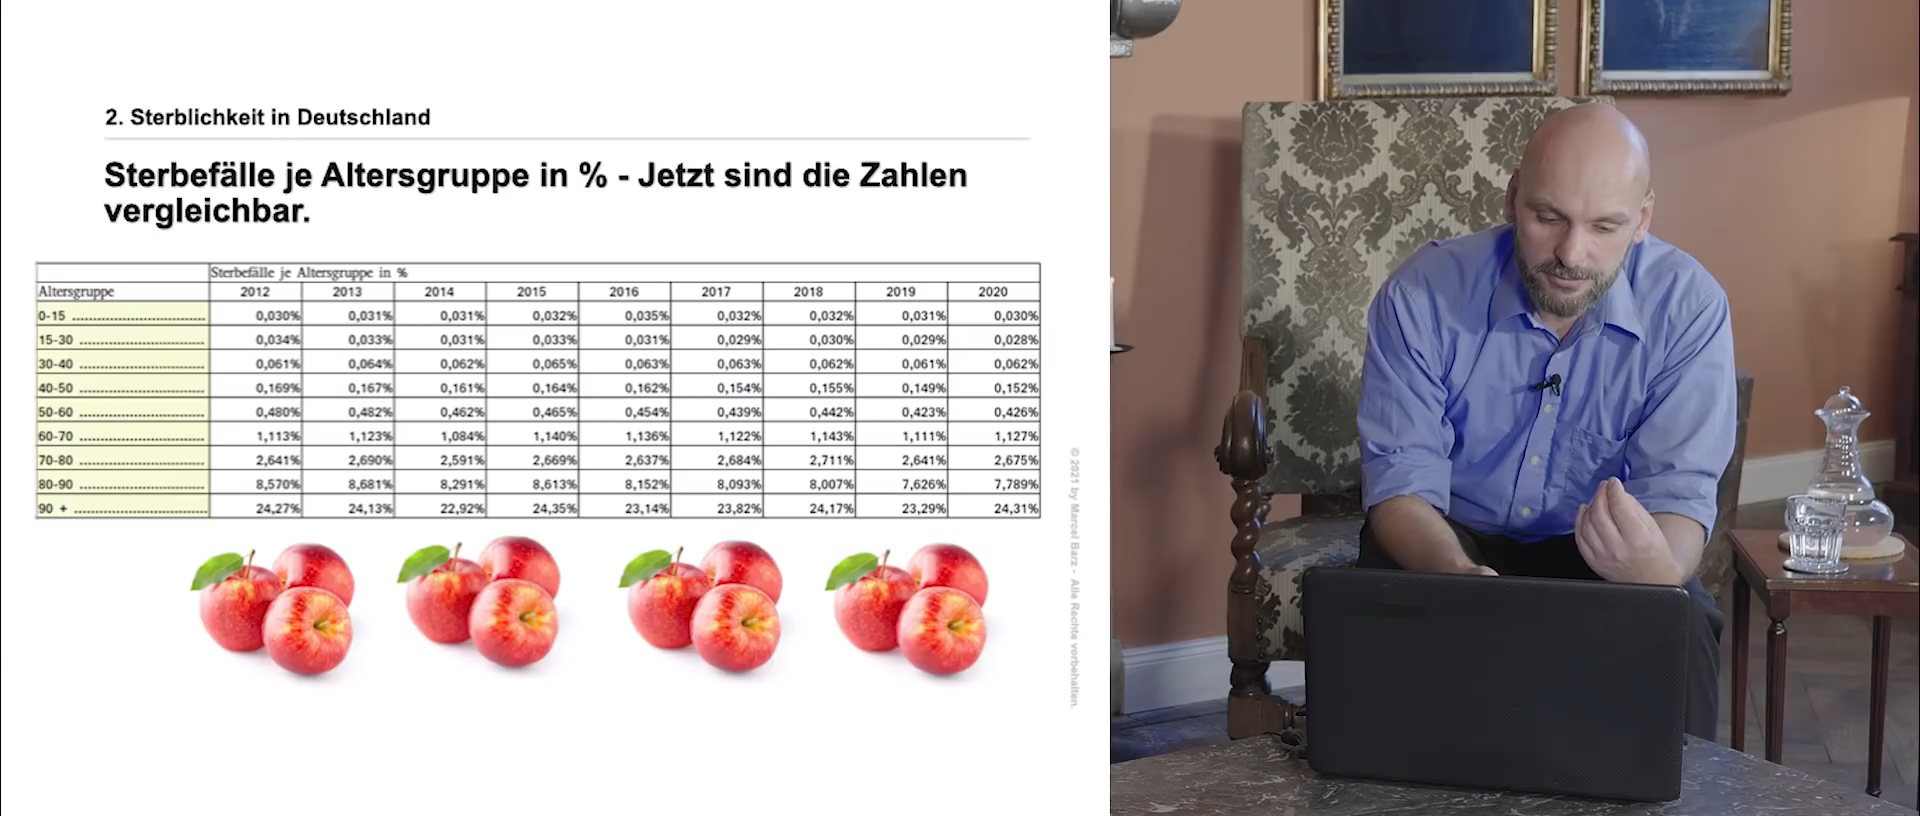 2. Sterblichkeit in Deutschland
Sterbefälle je Altersgruppe in % - Jetzt sind die Zahlen
vergleichbar.
Sterbefälle je Altersgruppe in %
Altersgruppe 2012 2013 2014 2015 2016 2017 2018 2019 2020
0-15 0,030% 0,031% 0,031% 0,032% 0,035% 0,032% 0,032% 0,031% 0,030%
15-30 0,034% 0,033% 0,031% 0,033% 0,031% 0,029% 0,030% 0,029% 0,028%
30-40 0,061% 0,064% 0,062% 0,065% 0,063% 0,063% 0,062% 0,061% 0,062%
40-50 0,169% 0,167% 0,161% 0,164% 0,162% 0,154% 0,155% 0,149% 0,152%
50-60 0,480% 0,482% 0,462% 0,465% 0,454% 0,439% 0,442% 0,423% 0,426%
60-70 1,113% 1,123% 1,084% 1,140% 1,136% 1,122% 1,143% 1,111% 1,127%
70-80 2,641% 2,690% 2,591% 2,669% 2,637% 2,684% 2,711% 2,641% 2,675%
80-90 8,570% 8,681% 8,291% 8,613% 8,152% 8,093% 8,007% 7,626% 7,789%
90 + 24,27% 24,13% 22,92% 24,35% 23,14% 23,82% 24,17% 23,29% 24,31%
© 2021 by Marcel Barz - Alle Rechte vorbehalten.